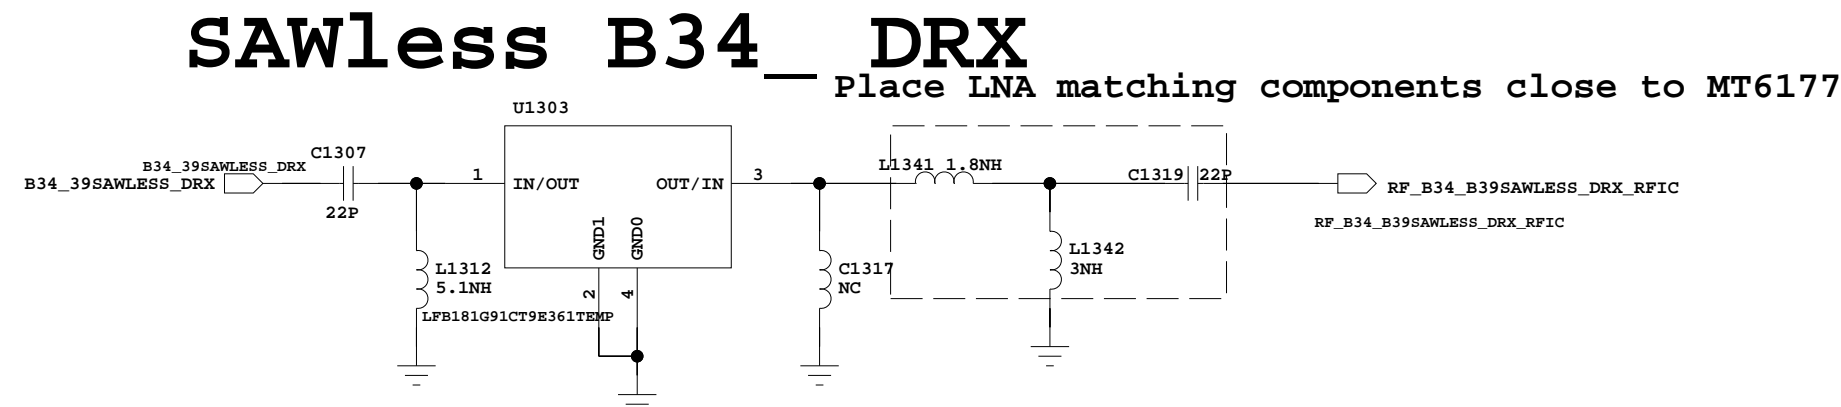 SAWless B34_ DRX
Place LNA matching components close to MT6177
U1303
C1307
B34_39SAWLESS_DRX
B34_39SAWLESS_DRX
22P
1
IN/OUT
OUT/IN
3
GND1
GND0
2
4
L1312
5.1NH
LFB181G91CT9E361TEMP
L1341 1.8NH
C1317
NC
L1342
3NH
C1319
22P
RF_B34_B39SAWLESS_DRX_RFIC
RF_B34_B39SAWLESS_DRX_RFIC